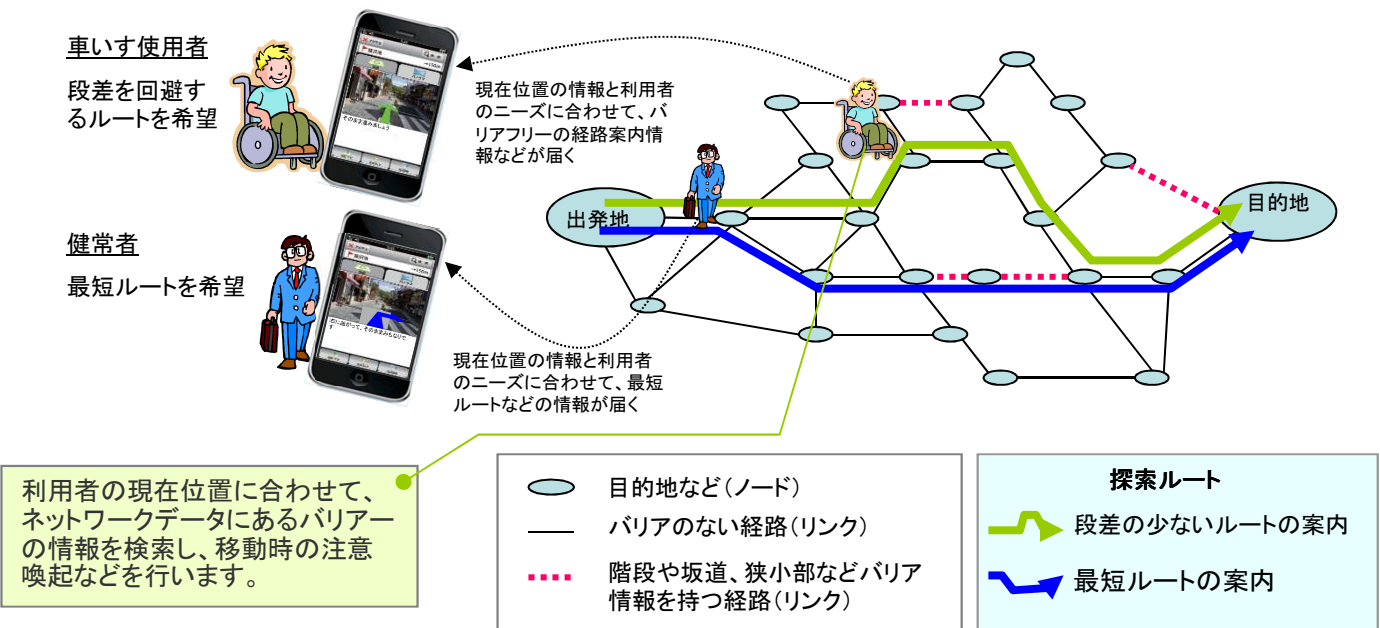 車いす使用者
段差を回避す
るルートを希望
そのまま進みましょう
現在位置の情報と利用者
のニーズに合わせて、バ
リアフリーの経路案内情
報などが届く
健常者
最短ルートを希望
現在位置の情報と利用者
のニーズに合わせて、最短
ルートなどの情報が届く
出発地
目的地
利用者の現在位置に合わせて、
ネットワークデータにあるバリアー
の情報を検索し、移動時の注意
喚起などを行います。
目的地など(ノード)
バリアのない経路(リンク)
階段や坂道、狭小部などバリア
情報を持つ経路(リンク)
探索ルート
段差の少ないルートの案内
最短ルートの案内